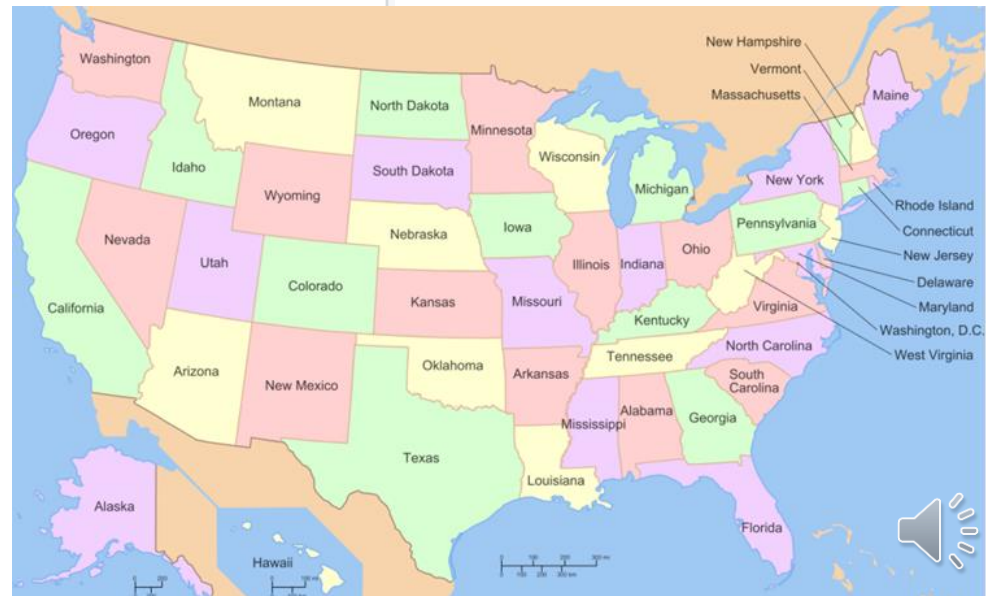 New Hampshire
Vermont
Massachusetts
Washington
Montana
North Dakota
Minnesota
Maine
Oregon
Idaho
Wisconsin
South Dakota
Wyoming
Michigan
New York
Rhode Island
Connecticut
New Jersey
Delaware
Maryland
Washington, D.C.
West Virginia
Pennsylvania
Iowa
Nebraska
Nevada
Utah
Colorado
Illinois
Indiana
Ohio
California
Kansas
Missouri
Kentucky
Virginia
North Carolina
Tennessee
Oklahoma
Arkansas
Arizona
New Mexico
South
Carolina
Mississippi
Alabama
Georgia
Texas
Louisiana
Florida
Alaska
Hawaii